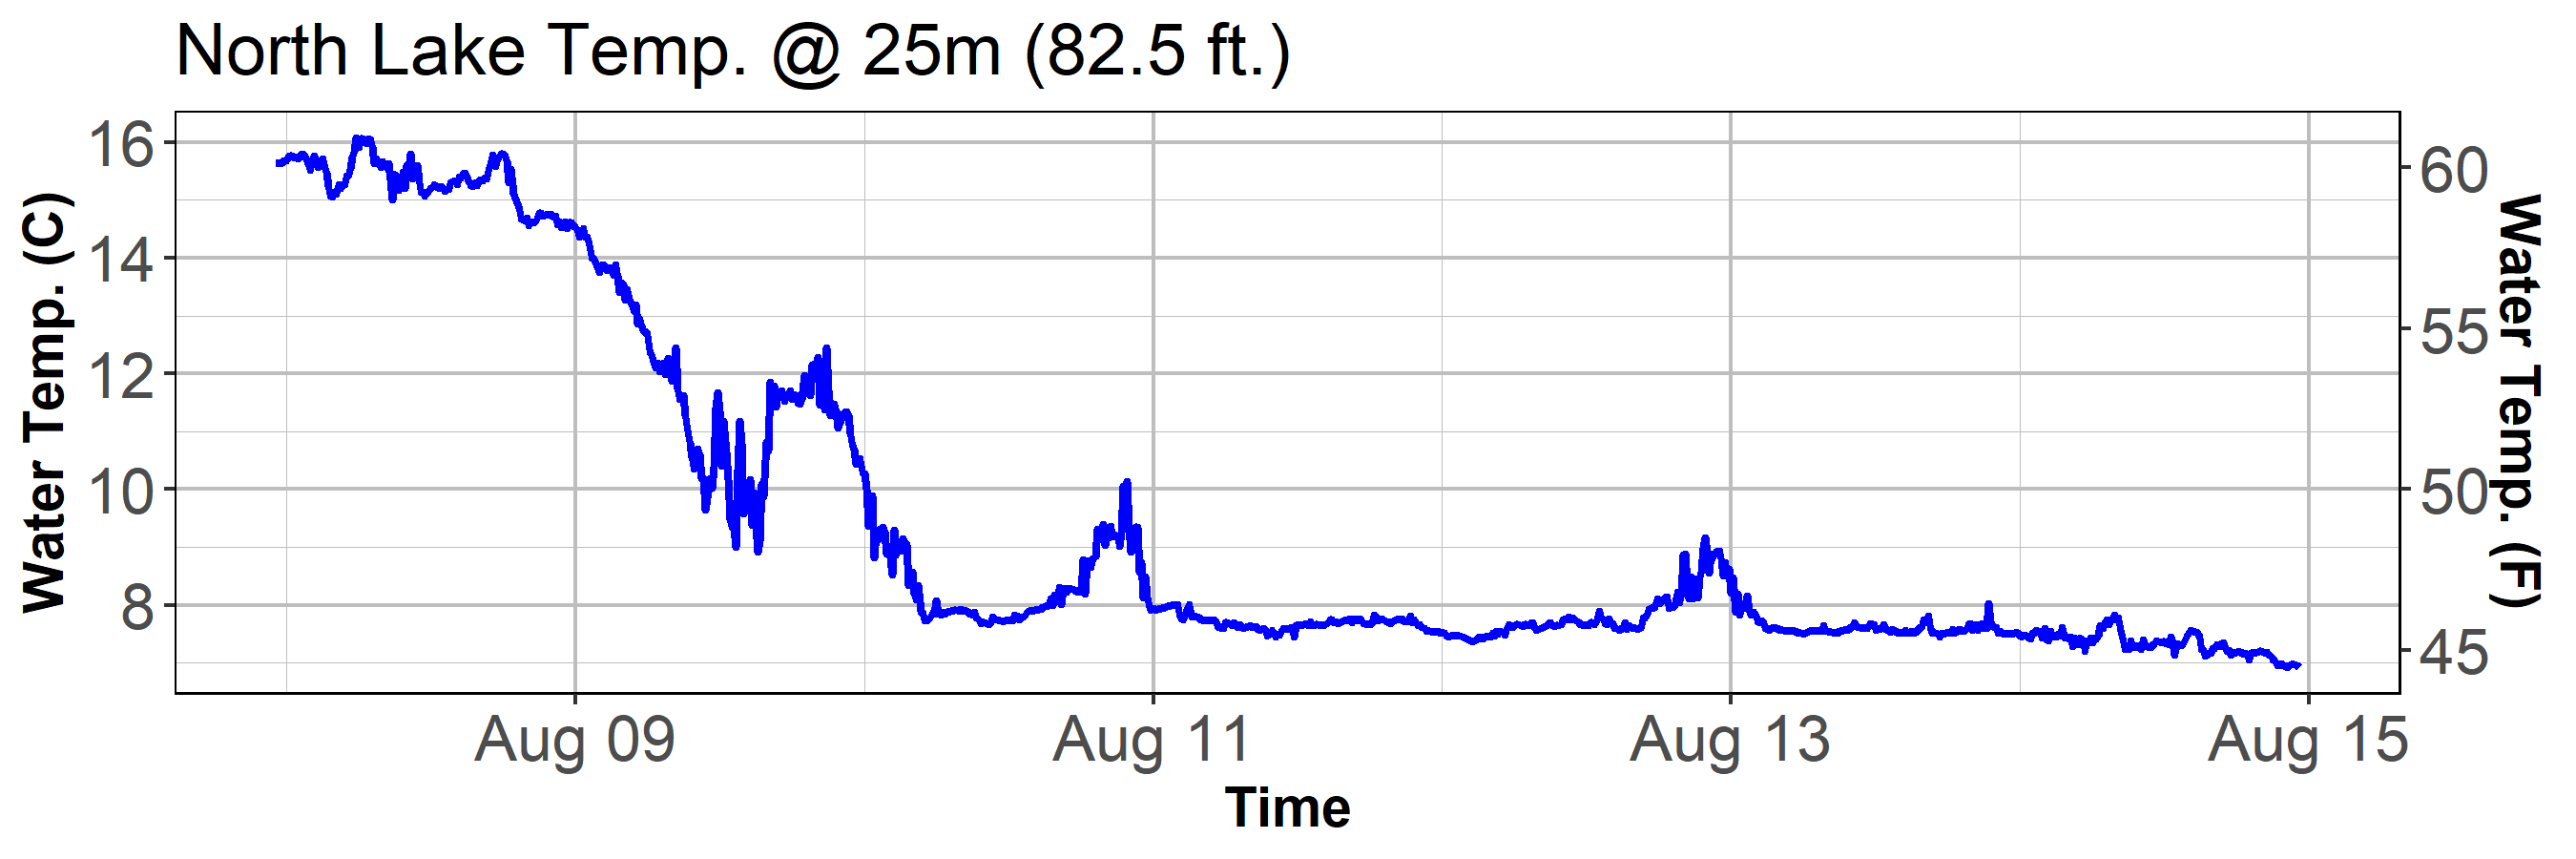 North Lake Temp. @ 25m (82.5 ft.)
Water Temp. (C)
16
14
12
10
8
60
55
50
45
Water Temp. (F)
Aug 09 Aug 11 Aug 13 Aug 15
Time